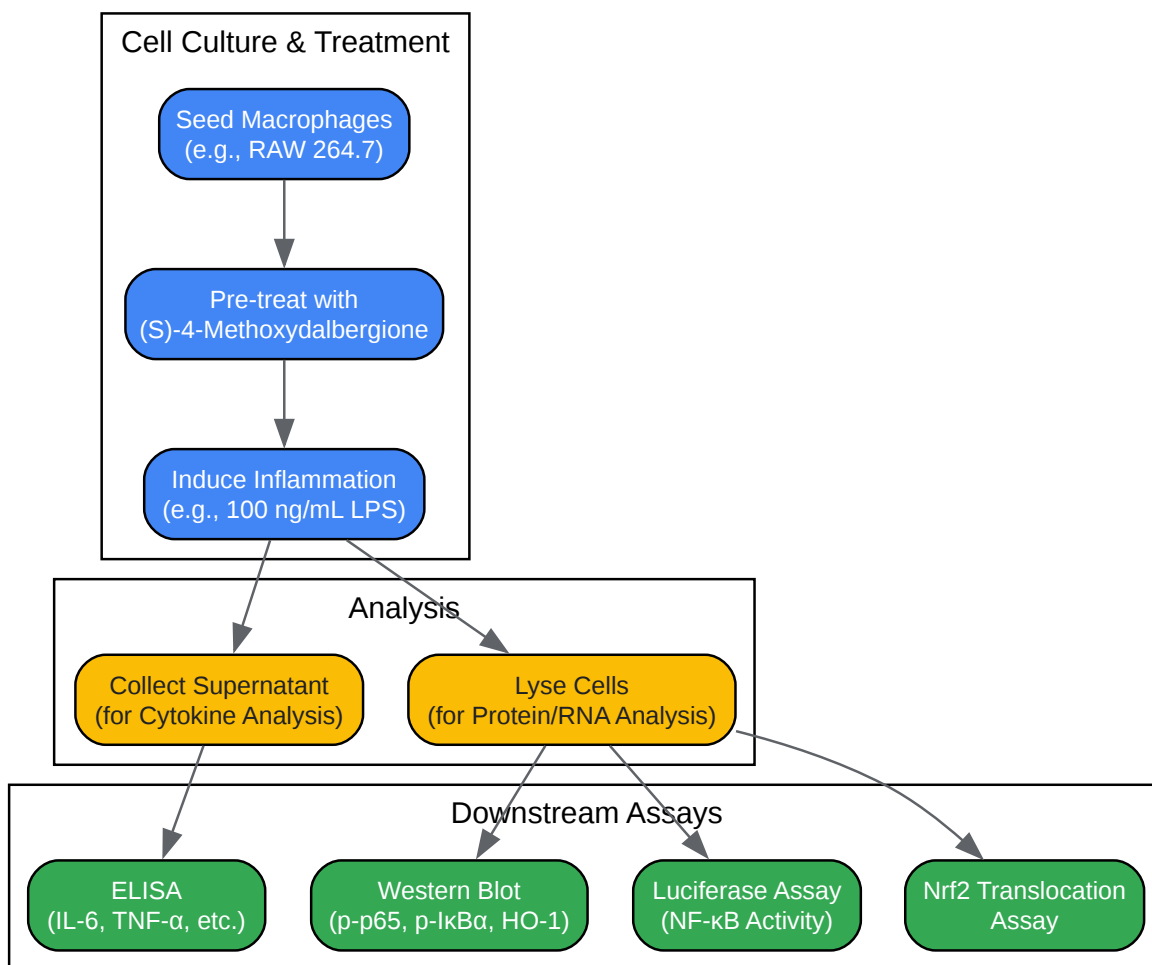 Cell Culture & Treatment
Seed Macrophages
(e.g., RAW 264.7)
Pre-treat with
(S)-4-Methoxydalbergione
Induce Inflammation
(e.g., 100 ng/mL LPS)
Analysis
Collect Supernatant
(for Cytokine Analysis)
Lyse Cells
(for Protein/RNA Analysis)
Downstream Assays
ELISA
(IL-6, TNF-α, etc.)
Western Blot
(p-p65, p-IκBα, HO-1)
Luciferase Assay
(NF-κB Activity)
Nrf2 Translocation
Assay